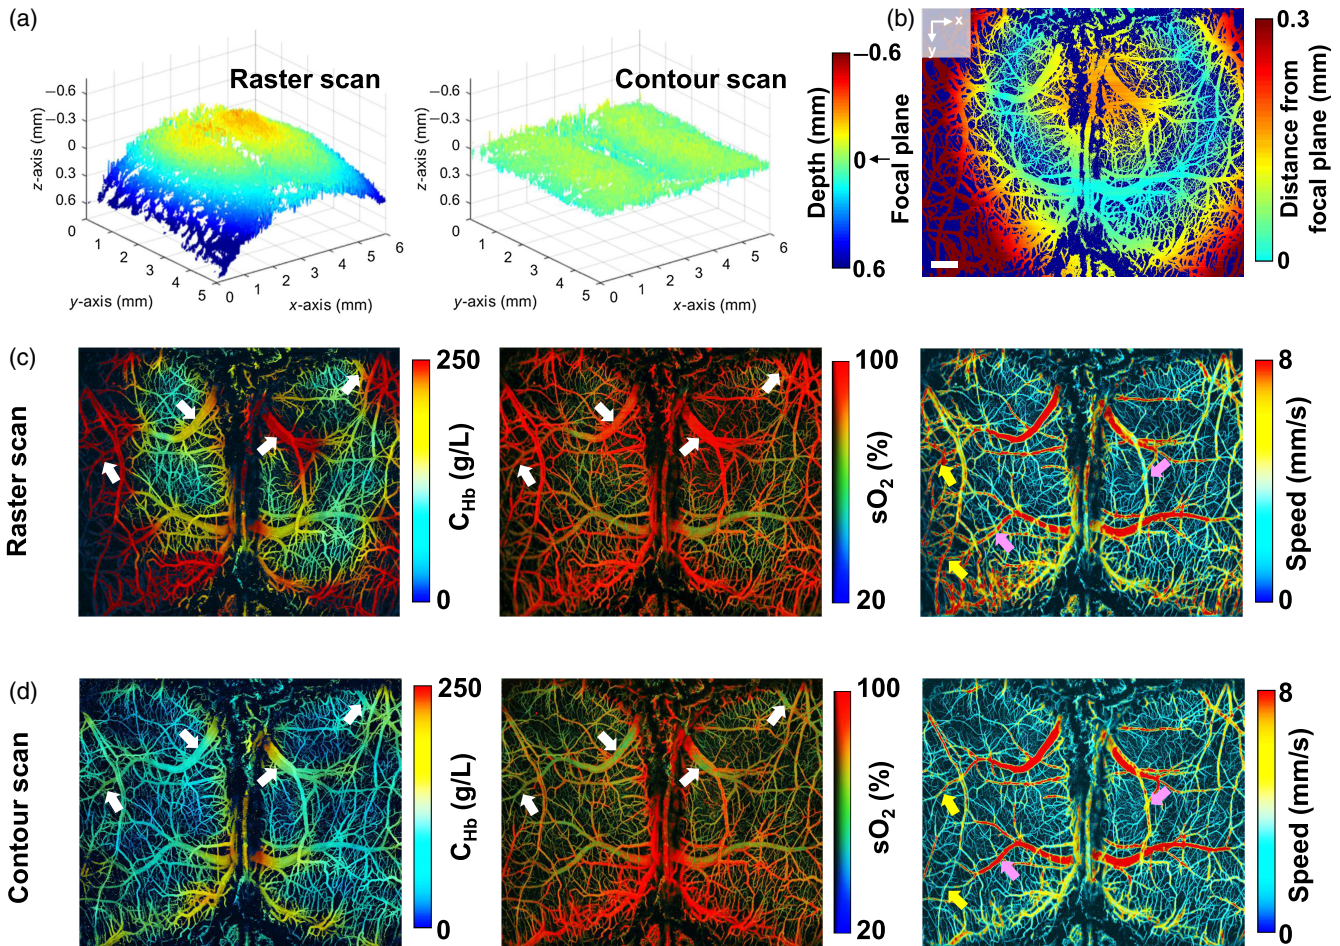 (a)
Raster scan
−0.6
−0.3
0
0.3
0.6
z-axis (mm)
0
1
2
3
4
5
y-axis (mm)
0
1
2
3
4
5
6
x-axis (mm)
Contour scan
−0.6
−0.3
0
0.3
0.6
z-axis (mm)
0
1
2
3
4
5
y-axis (mm)
0
1
2
3
4
5
6
x-axis (mm)
−0.6
0
0.6
Depth (mm)
Focal plane
(b)
x
y
0.3
0
Distance from
focal plane (mm)
(c)
Raster scan
250
0
C_Hb (g/L)
100
20
sO₂ (%)
8
0
Speed (mm/s)
(d)
Contour scan
250
0
C_Hb (g/L)
100
20
sO₂ (%)
8
0
Speed (mm/s)